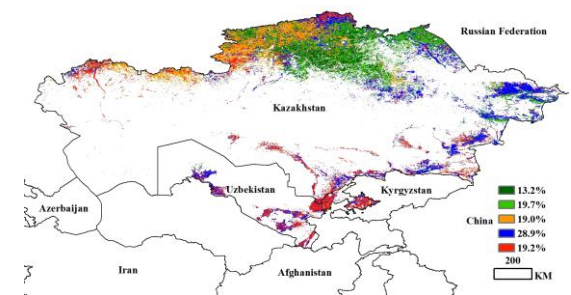 Russian Federation
Kazakhstan
Uzbekistan
Kyrgyzstan
Azerbaijan
China
13.2%
19.7%
19.0%
28.9%
19.2%
Iran
Afghanistan
200
KM